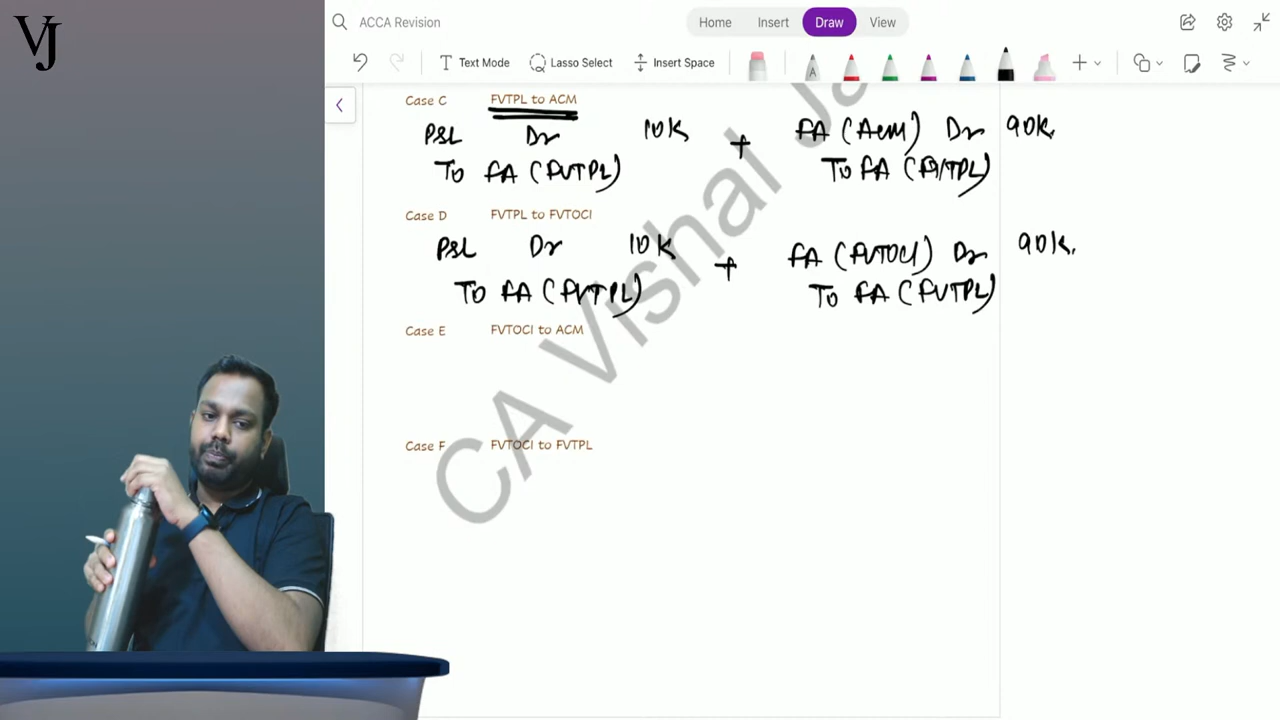 VJ
ACCA Revision
Home Insert Draw View
Text Mode Lasso Select Insert Space
Case C FVTPL to ACM
P&L Dr 10K + FA (ACM) Dr 90K
To FA (FVTPL) To FA (FVTPL)
Case D FVTPL to FVTOCI
P&L Dr 10K + FA (FVTOCI) Dr 90K.
To FA (FVTPL) To FA (FVTPL)
Case E FVTOCI to ACM
Case F FVTOCI to FVTPL
CA Vishal Ja